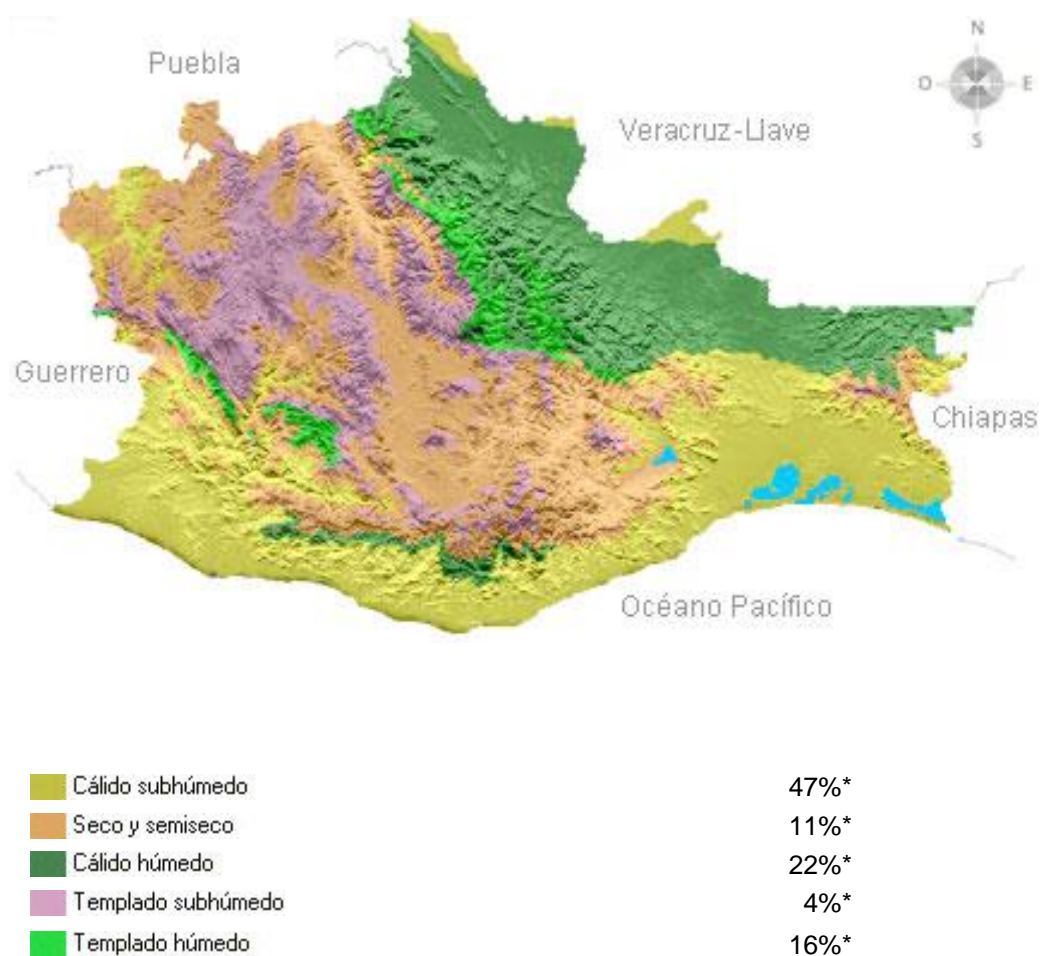 N
Puebla
O E
Veracruz-Llave
S
Guerrero
Chiapas
Océano Pacífico
Cálido subhúmedo 47%*
Seco y semiseco 11%*
Cálido húmedo 22%*
Templado subhúmedo 4%*
Templado húmedo 16%*